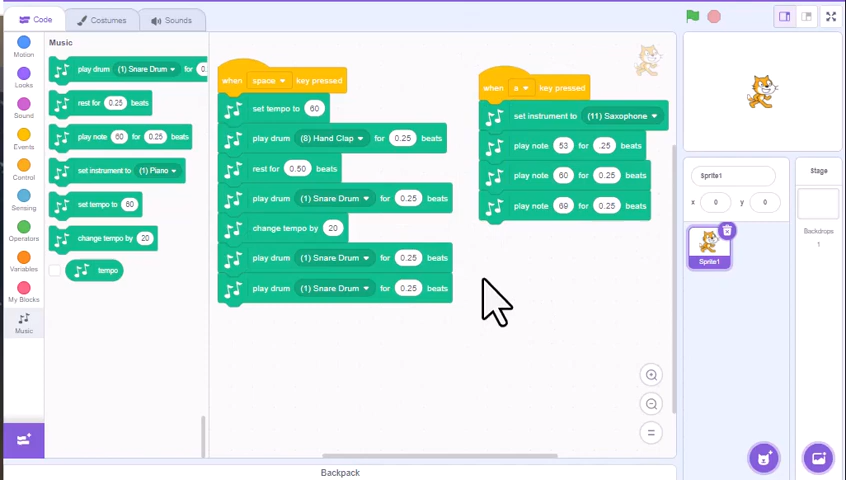 Code
Costumes
Sounds
Motion
Looks
Sound
Events
Control
Sensing
Operators
Variables
My Blocks
Music
Music
play drum (1) Snare Drum for 0.
rest for 0.25 beats
play note 60 for 0.25 beats
set instrument to (1) Piano
set tempo to 60
change tempo by 20
tempo
when space key pressed
set tempo to 60
play drum (8) Hand Clap for 0.25 beats
rest for 0.50 beats
play drum (1) Snare Drum for 0.25 beats
change tempo by 20
play drum (1) Snare Drum for 0.25 beats
play drum (1) Snare Drum for 0.25 beats
when a key pressed
set instrument to (11) Saxophone
play note 53 for .25 beats
play note 60 for 0.25 beats
play note 69 for 0.25 beats
Backpack
Sprite1
x 0 y 0
Sprite1
Stage
Backdrops
1